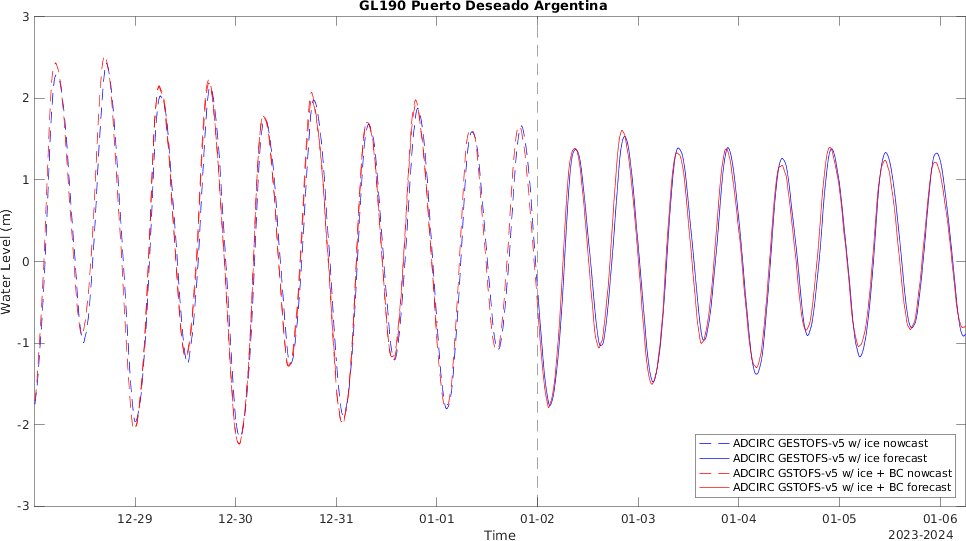 GL190 Puerto Deseado Argentina
3
2
1
0
-1
-2
-3
Water Level (m)
ADCIRC GESTOFS-v5 w/ ice nowcast
ADCIRC GESTOFS-v5 w/ ice forecast
ADCIRC GSTOFS-v5 w/ ice + BC nowcast
ADCIRC GSTOFS-v5 w/ ice + BC forecast
12-29 12-30 12-31 01-01 01-02 01-03 01-04 01-05 01-06
Time
2023-2024